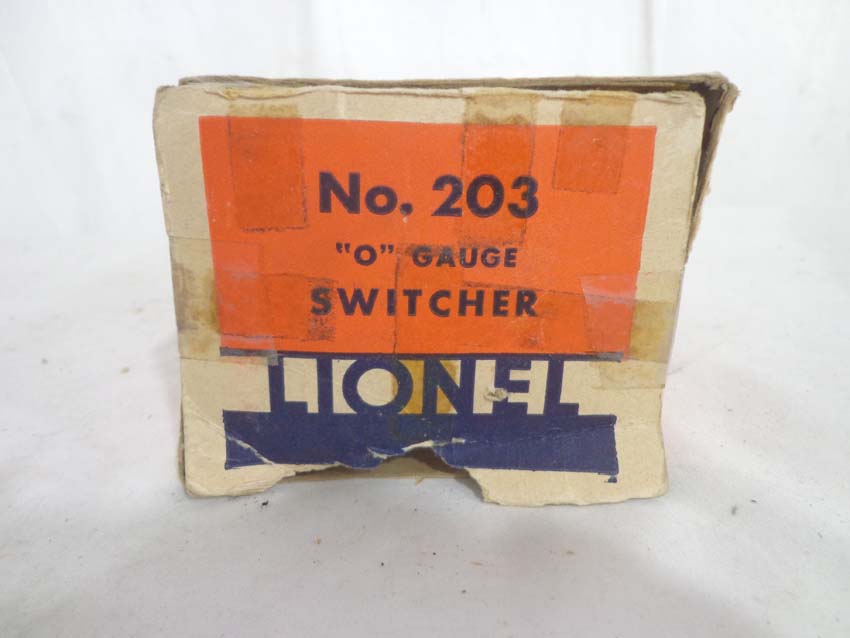 No. 203
"O" GAUGE
SWITCHER
LIONEL